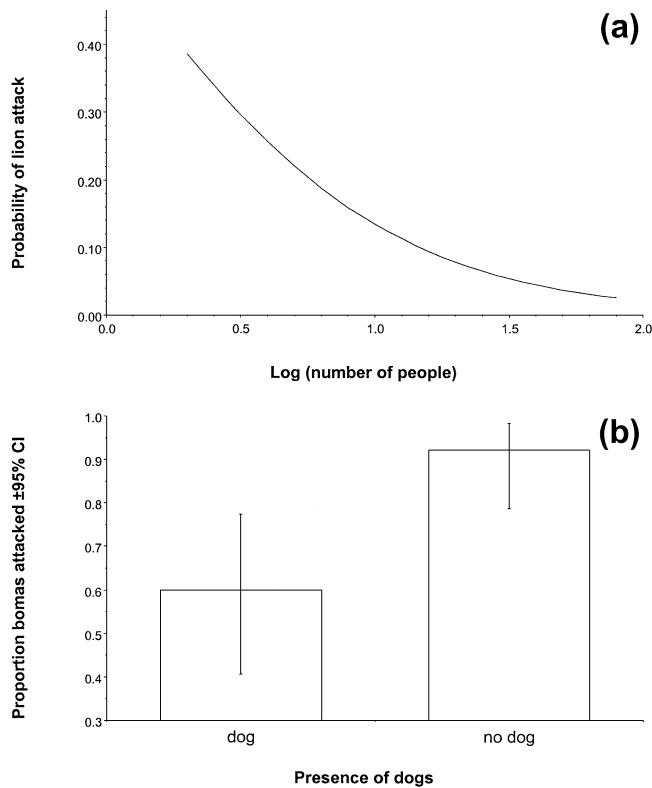 (a)
Probability of lion attack
0.40
0.30
0.20
0.10
0.00
0.0 0.5 1.0 1.5 2.0
Log (number of people)
(b)
Proportion bomas attacked ±95% CI
1.0
0.9
0.8
0.7
0.6
0.5
0.4
0.3
dog no dog
Presence of dogs